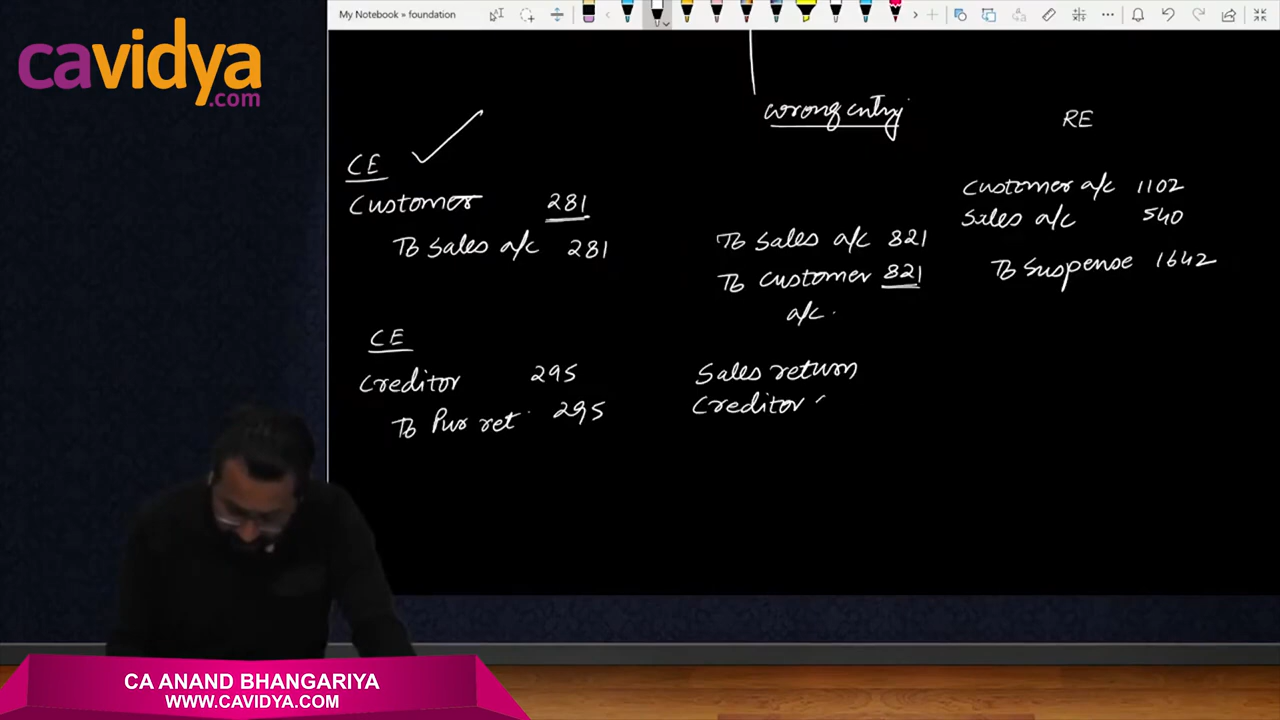 cavidya
.com
My Notebook » foundation
wrong entry
RE
CE
Customer 281
To Sales a/c 281
To Sales a/c 821
To customer 821
a/c.
Customer a/c 1102
Sales a/c 540
To Suspense 1642
CE
Creditor 295
To Pur ret. 295
Sales return
Creditor
CA ANAND BHANGARIYA
WWW.CAVIDYA.COM